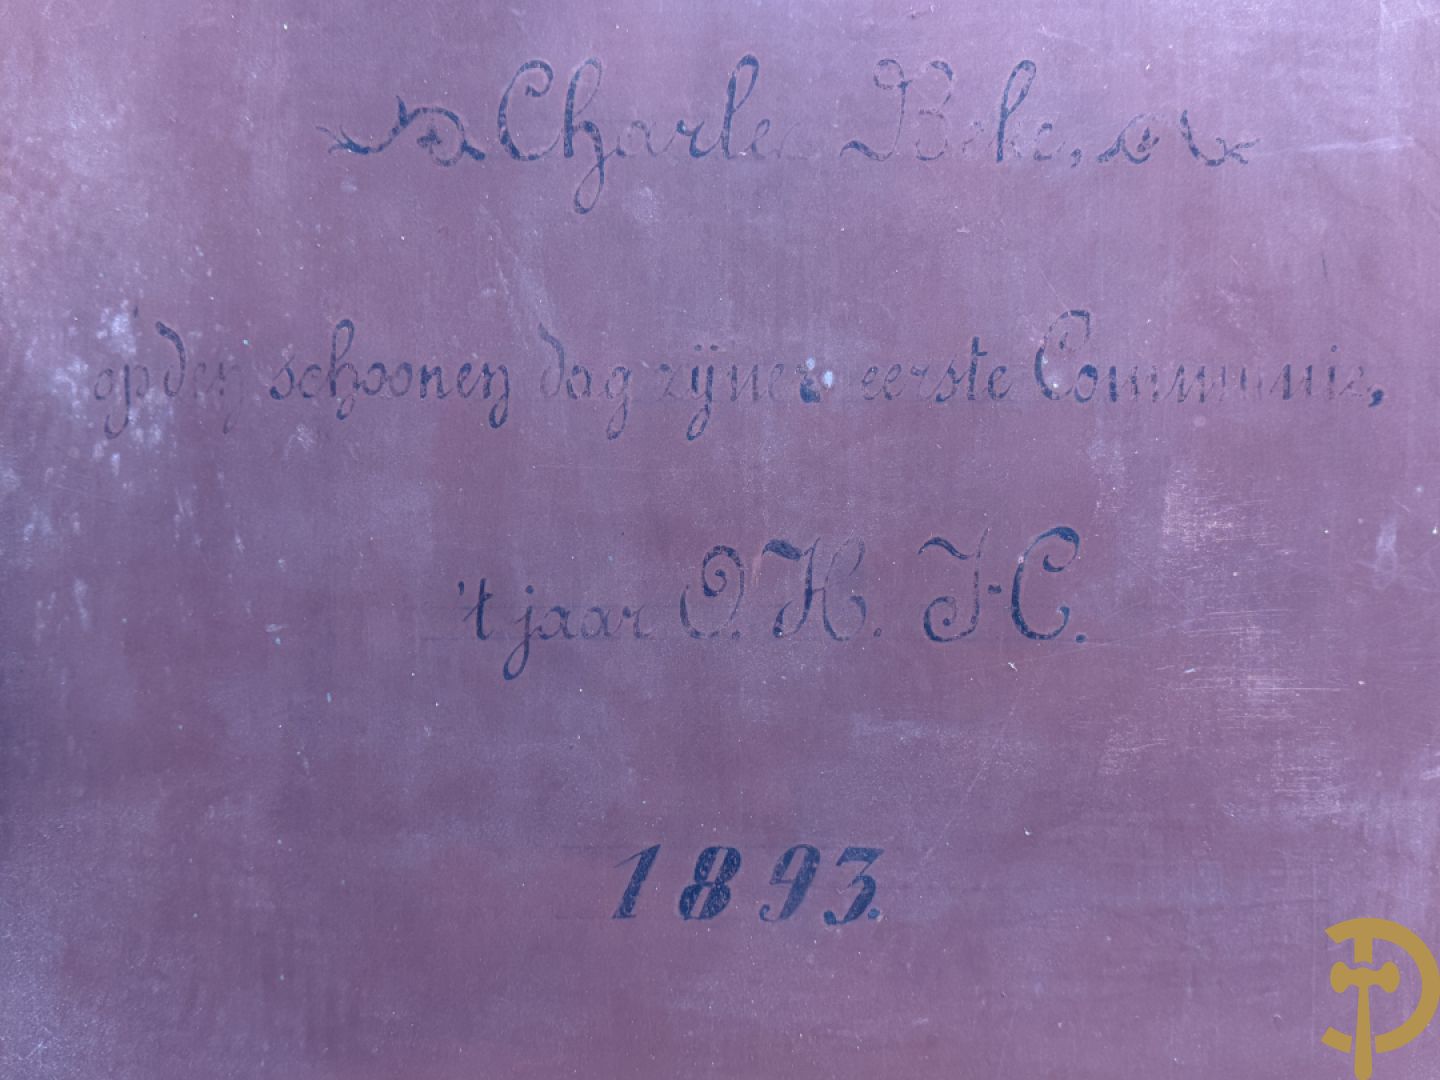 Charles Beke,
op den schoonen dag zijner eerste Communie,
't jaar O. H. J-C.
1893.